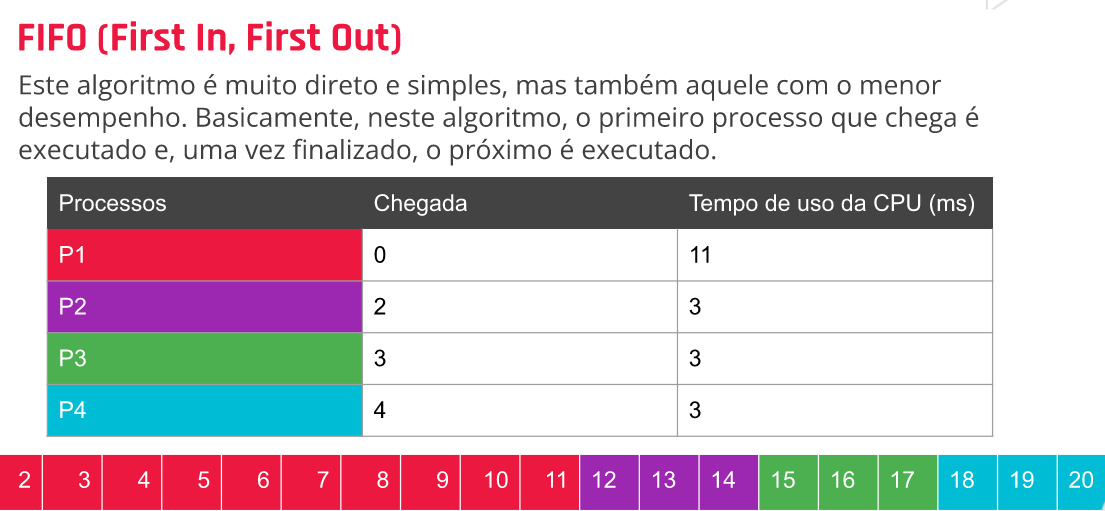 FIFO (First In, First Out)
Este algoritmo é muito direto e simples, mas também aquele com o menor
desempenho. Basicamente, neste algoritmo, o primeiro processo que chega é
executado e, uma vez finalizado, o próximo é executado.
Processos Chegada Tempo de uso da CPU (ms)
P1 0 11
P2 2 3
P3 3 3
P4 4 3
2 3 4 5 6 7 8 9 10 11 12 13 14 15 16 17 18 19 20